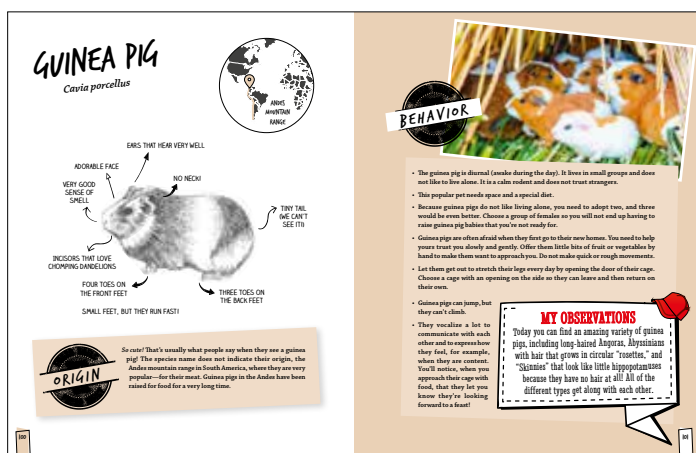 GUINEA PIG
Cavia porcellus
ANDES
MOUNTAIN
RANGE
EARS THAT HEAR VERY WELL
ADORABLE FACE
NO NECK!
VERY GOOD
SENSE OF
SMELL
TINY TAIL
(WE CAN'T
SEE IT!)
INCISORS THAT LOVE
CHOMPING DANDELIONS
FOUR TOES ON
THE FRONT FEET
THREE TOES ON
THE BACK FEET
SMALL FEET, BUT THEY RUN FAST!
ORIGIN
So cute! That's usually what people say when they see a guinea
pig! The species name does not indicate their origin, the
Andes mountain range in South America, where they are very
popular—for their meat. Guinea pigs in the Andes have been
raised for food for a very long time.
100
BEHAVIOR
• The guinea pig is diurnal (awake during the day). It lives in small groups and does
not like to live alone. It is a calm rodent and does not trust strangers.
• This popular pet needs space and a special diet.
• Because guinea pigs do not like living alone, you need to adopt two, and three
would be even better. Choose a group of females so you will not end up having to
raise guinea pig babies that you're not ready for.
• Guinea pigs are often afraid when they first go to their new homes. You need to help
yours trust you slowly and gently. Offer them little bits of fruit or vegetables by
hand to make them want to approach you. Do not make quick or rough movements.
• Let them get out to stretch their legs every day by opening the door of their cage.
Choose a cage with an opening on the side so they can leave and then return on
their own.
• Guinea pigs can jump, but
they can't climb.
• They vocalize a lot to
communicate with each
other and to express how
they feel, for example,
when they are content.
You'll notice, when you
approach their cage with
food, that they let you
know they're looking
forward to a feast!
MY OBSERVATIONS
Today you can find an amazing variety of guinea
pigs, including long-haired Angoras, Abyssinians
with hair that grows in circular "rosettes," and
"Skinnies" that look like little hippopotamuses
because they have no hair at all! All of the
different types get along with each other.
101